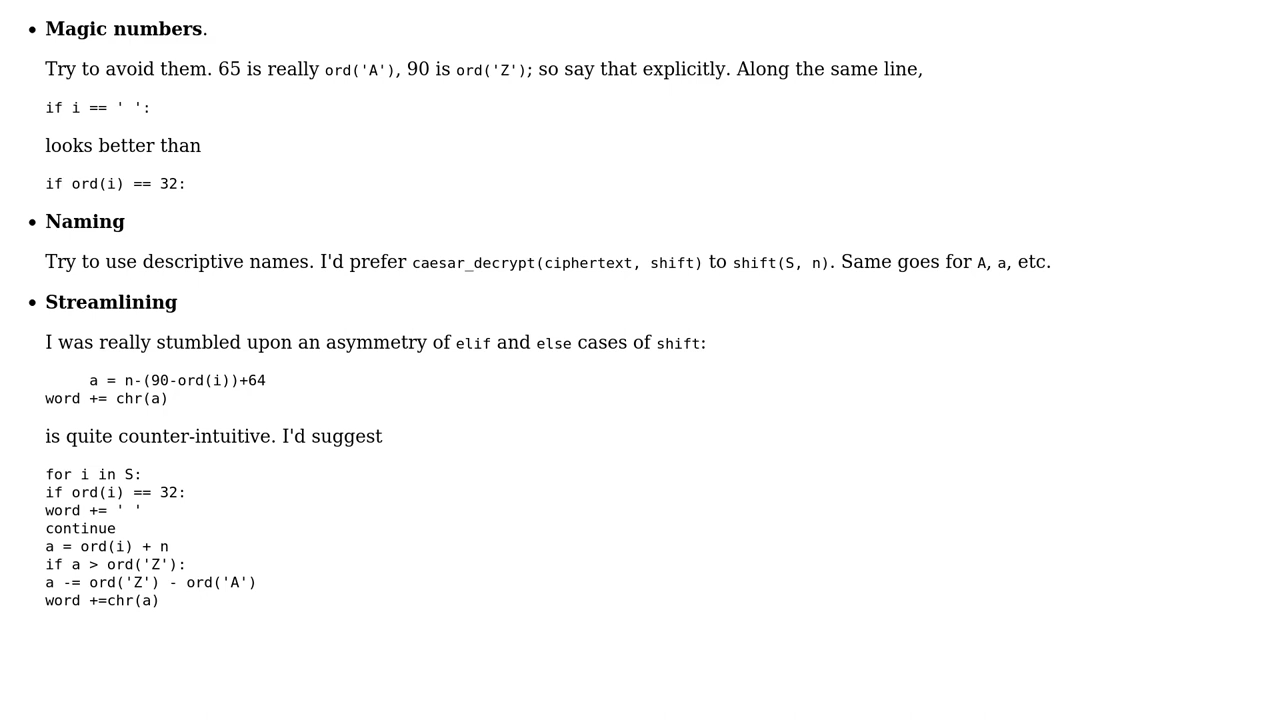 • Magic numbers.
Try to avoid them. 65 is really ord('A'), 90 is ord('Z'); so say that explicitly. Along the same line,
if i == ' ':
looks better than
if ord(i) == 32:
• Naming
Try to use descriptive names. I'd prefer caesar_decrypt(ciphertext, shift) to shift(S, n). Same goes for A, a, etc.
• Streamlining
I was really stumbled upon an asymmetry of elif and else cases of shift:
     a = n-(90-ord(i))+64
word += chr(a)
is quite counter-intuitive. I'd suggest
for i in S:
if ord(i) == 32:
word += ' '
continue
a = ord(i) + n
if a > ord('Z'):
a -= ord('Z') - ord('A')
word +=chr(a)